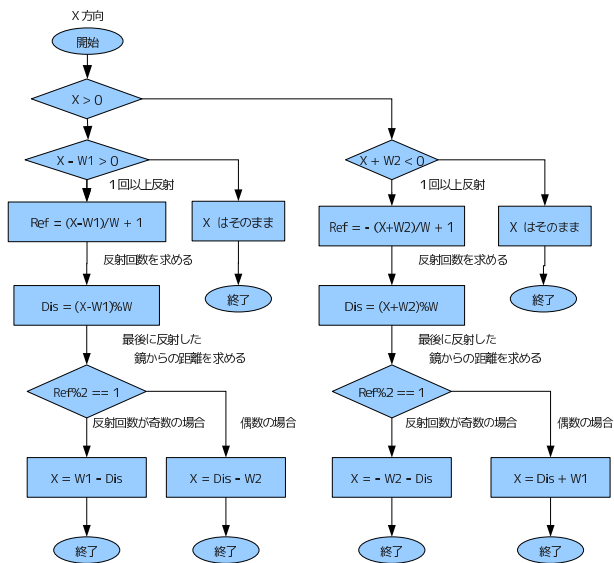 X 方向
開始
X > 0
X - W1 > 0
1回以上反射
Ref = (X-W1)/W + 1
X はそのまま
反射回数を求める
終了
Dis = (X-W1)%W
最後に反射した
鏡からの距離を求める
Ref%2 == 1
反射回数が奇数の場合
偶数の場合
X = W1 - Dis
X = Dis - W2
終了
終了
X + W2 < 0
1回以上反射
Ref = - (X+W2)/W + 1
X はそのまま
反射回数を求める
終了
Dis = (X+W2)%W
最後に反射した
鏡からの距離を求める
Ref%2 == 1
反射回数が奇数の場合
偶数の場合
X = - W2 - Dis
X = Dis + W1
終了
終了